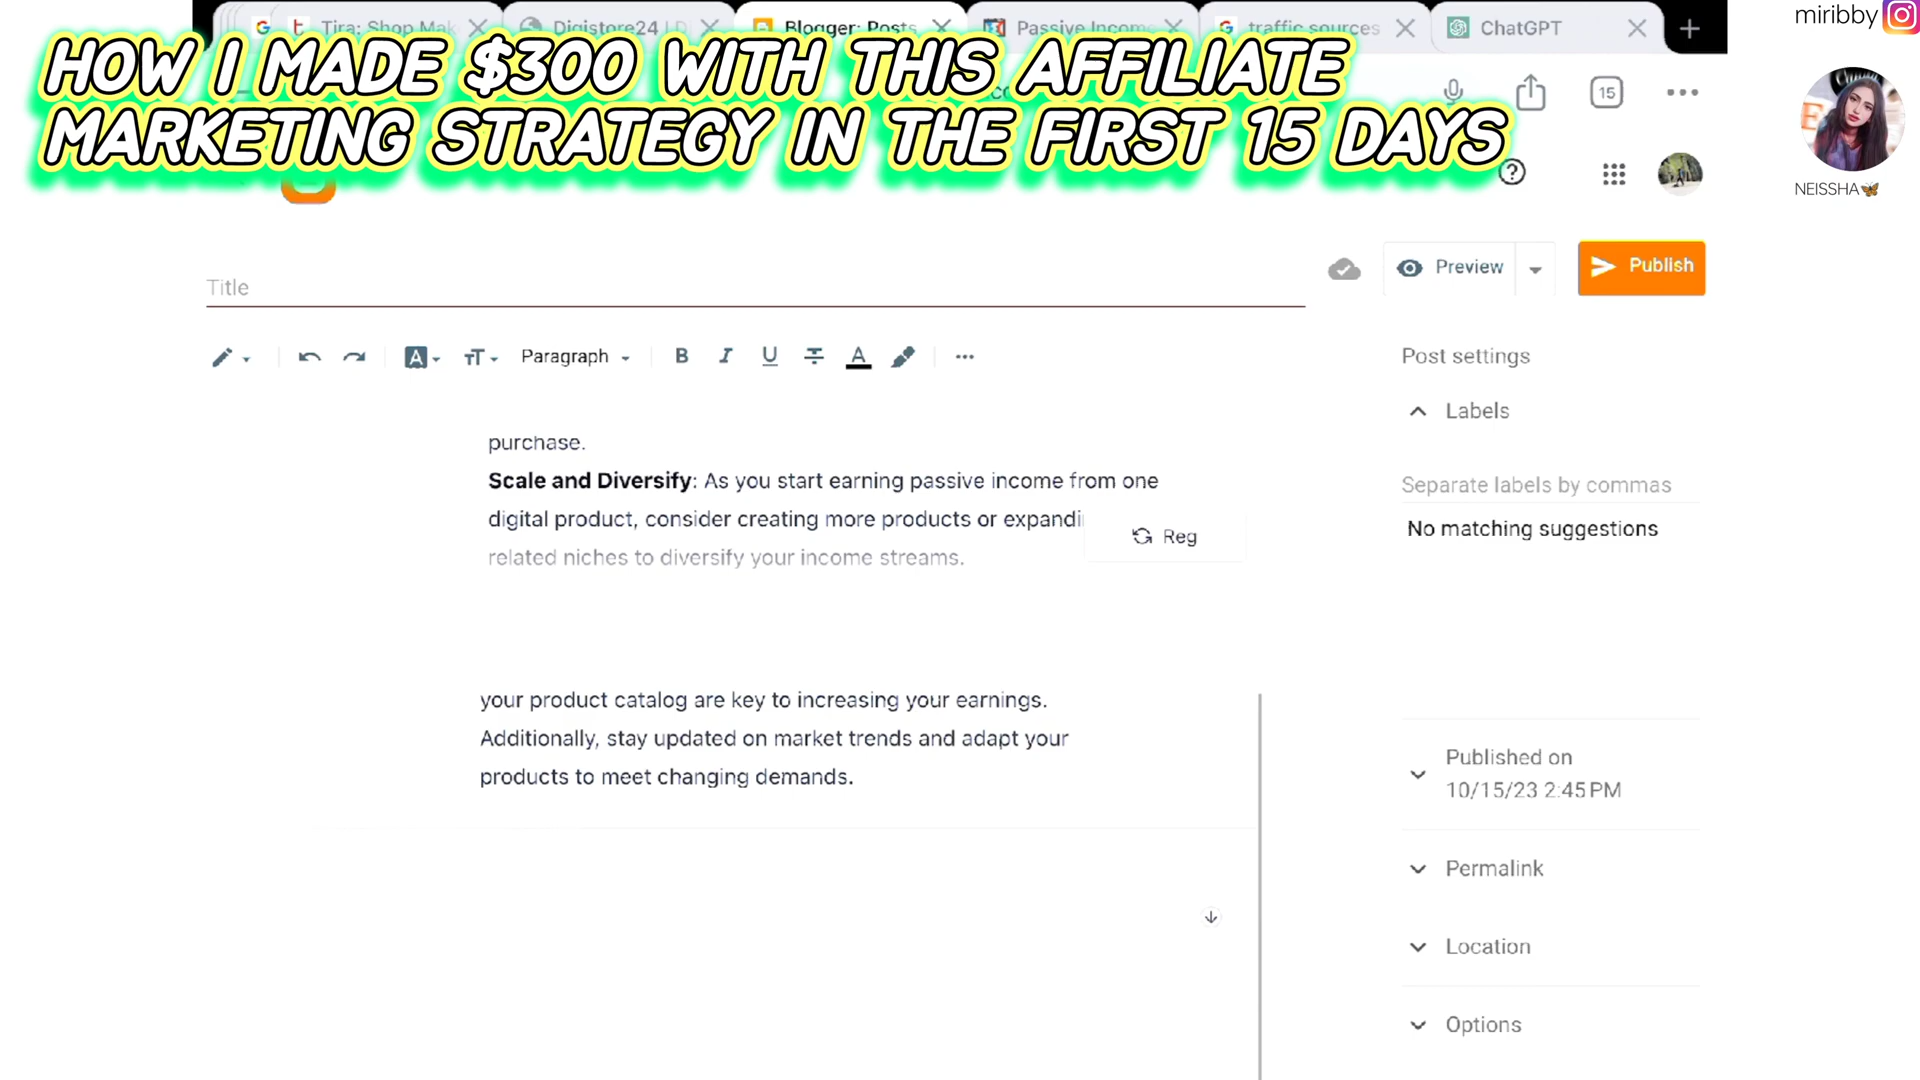 Tira: Shop Mak
Digistore24 | D
Blogger: Posts
Passive Incom
traffic sources
ChatGPT
miribby
HOW I MADE $300 WITH THIS AFFILIATE
MARKETING STRATEGY IN THE FIRST 15 DAYS
15
NEISSHA🦋
Title
Preview
Publish
Paragraph
B I U A
Post settings
Labels
Separate labels by commas
No matching suggestions
purchase.
Scale and Diversify: As you start earning passive income from one
digital product, consider creating more products or expandi
related niches to diversify your income streams.
Reg
your product catalog are key to increasing your earnings.
Additionally, stay updated on market trends and adapt your
products to meet changing demands.
Published on
10/15/23 2:45 PM
Permalink
Location
Options